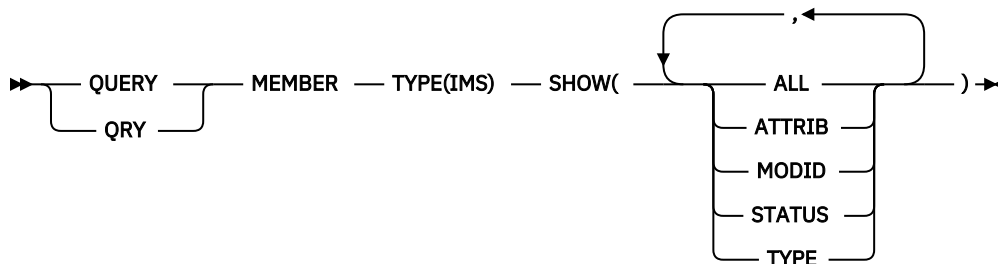 ,
QUERY MEMBER TYPE(IMS) SHOW( ALL )
QRY
ATTRIB
MODID
STATUS
TYPE